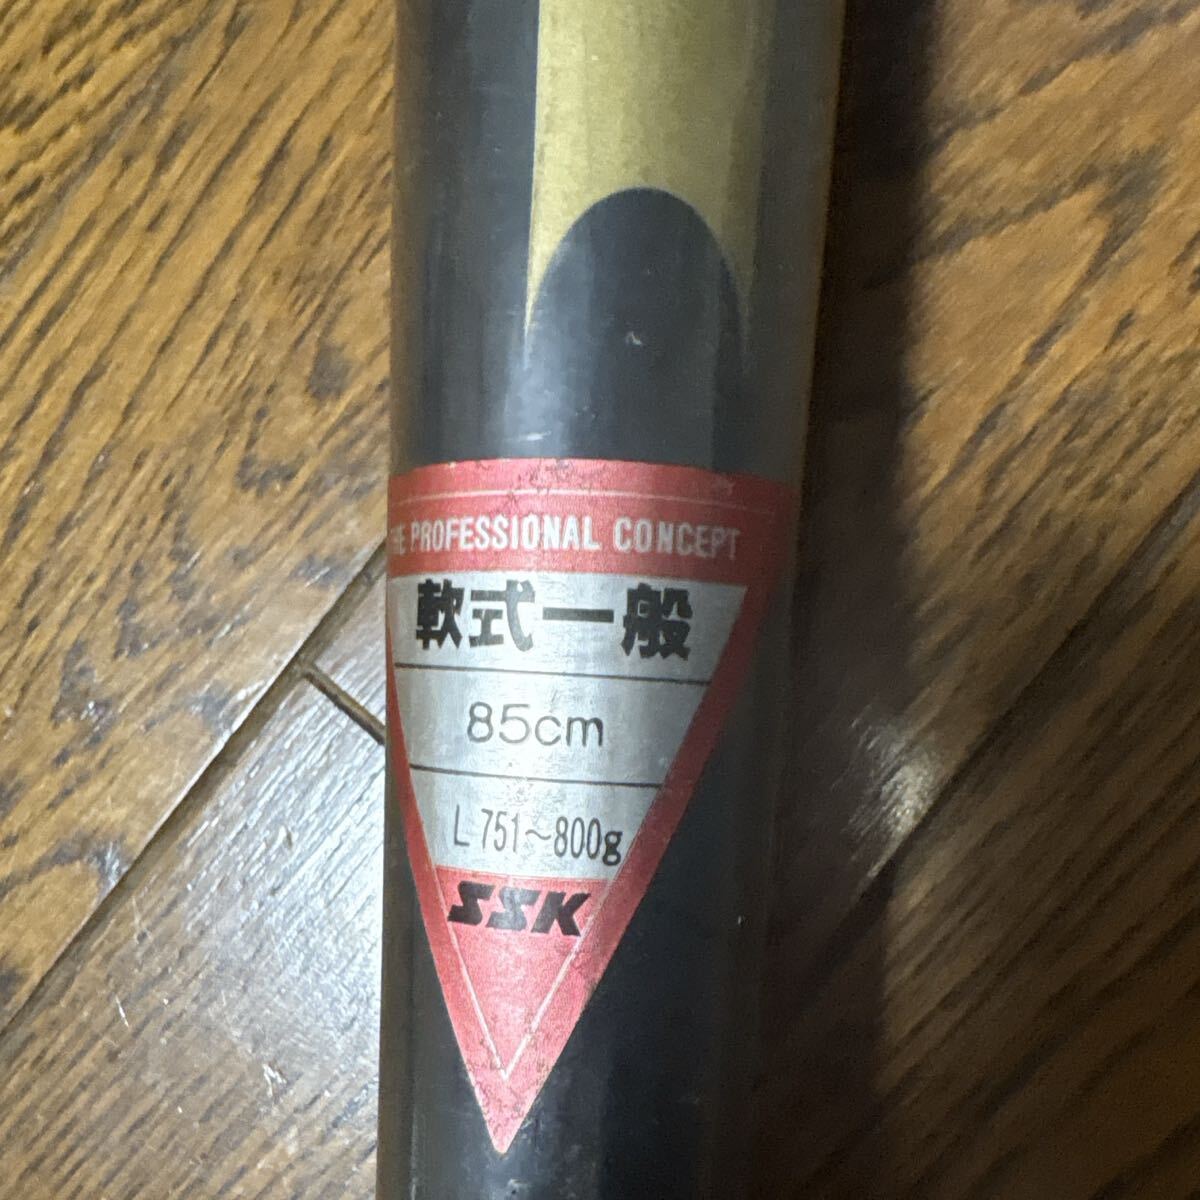 THE PROFESSIONAL CONCEPT
軟式一般
85cm
L 751～800g
SSK